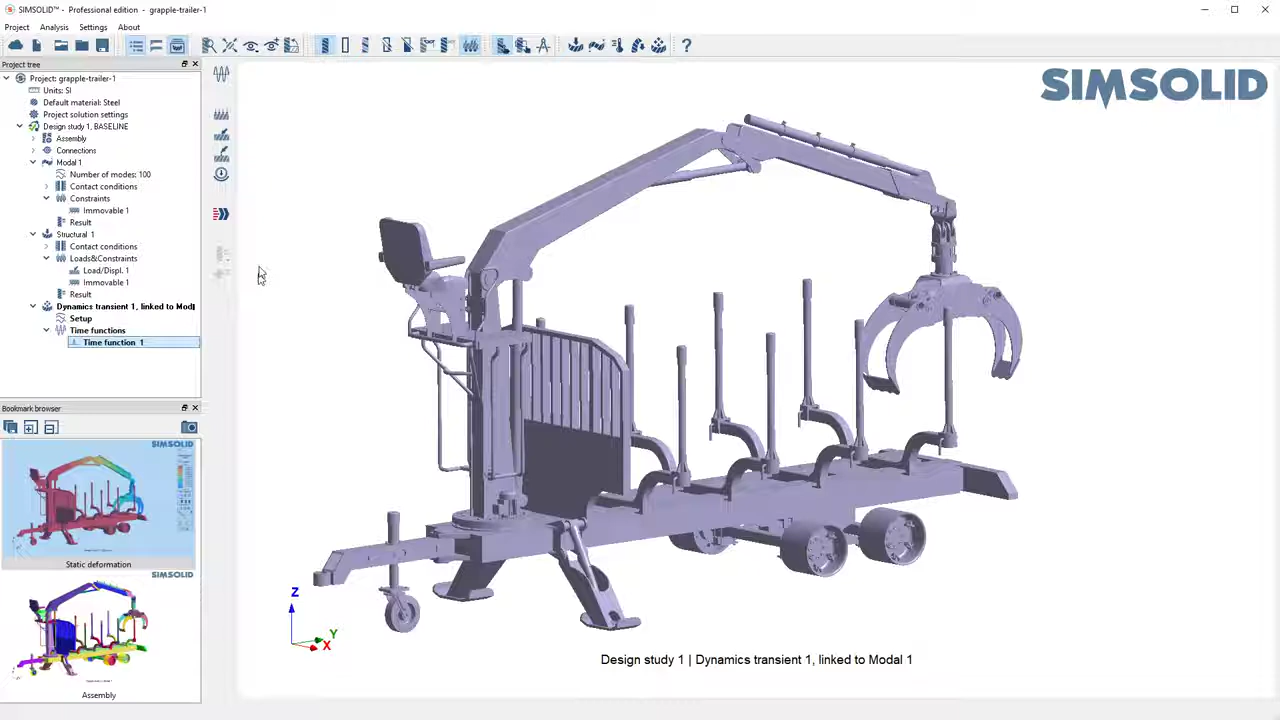 SIMSOLID™ - Professional edition - grapple-trailer-1
Project Analysis Settings About
Project tree
Project: grapple-trailer-1
Units: SI
Default material: Steel
Project solution settings
Design study 1, BASELINE
Assembly
Connections
Modal 1
Number of modes: 100
Contact conditions
Constraints
Immovable 1
Result
Structural 1
Contact conditions
Loads&Constraints
Load/Displ. 1
Immovable 1
Result
Dynamics transient 1, linked to Mod
Setup
Time functions
Time function 1
Bookmark browser
SIMSOLID
Static deformation
SIMSOLID
Assembly
SIMSOLID
Z
Y
X
Design study 1 | Dynamics transient 1, linked to Modal 1